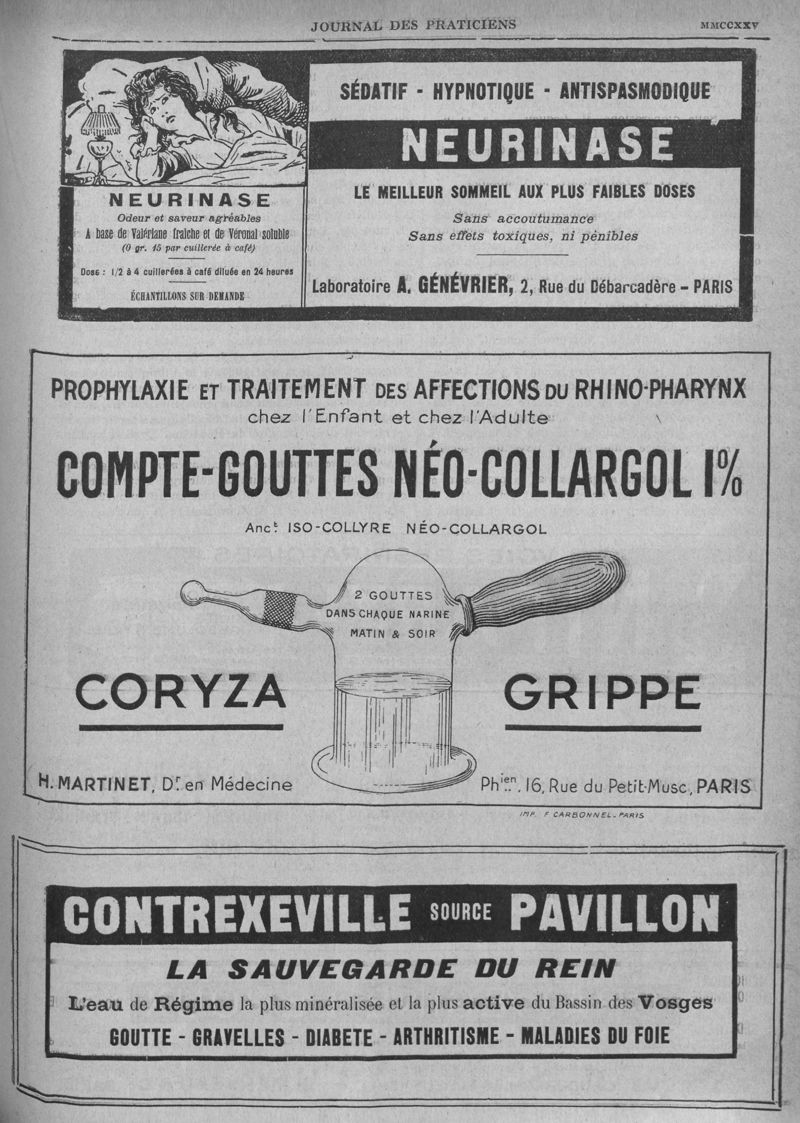 JOURNAL DES PRATICIENS
MMCCXXV
NEURINASE
Odeur et saveur agréables
A base de Valériane fraîche et de Véronal soluble
(0 gr. 15 par cuillerée à café)
Dose : 1/2 à 4 cuillerées à café diluée en 24 heures
ÉCHANTILLONS SUR DEMANDE
SÉDATIF - HYPNOTIQUE - ANTISPASMODIQUE
NEURINASE
LE MEILLEUR SOMMEIL AUX PLUS FAIBLES DOSES
Sans accoutumance
Sans effets toxiques, ni pénibles
Laboratoire A. GÉNÉVRIER, 2, Rue du Débarcadère - PARIS
PROPHYLAXIE ET TRAITEMENT DES AFFECTIONS DU RHINO-PHARYNX
chez l'Enfant et chez l'Adulte
COMPTE-GOUTTES NÉO-COLLARGOL 1%
Anct. ISO-COLLYRE NÉO-COLLARGOL
2 GOUTTES
DANS CHAQUE NARINE
MATIN & SOIR
CORYZA
GRIPPE
H. MARTINET, Dr. en Médecine
Phien. 16, Rue du Petit-Musc, PARIS
IMP. F CARBONNEL - PARIS
CONTREXEVILLE SOURCE PAVILLON
LA SAUVEGARDE DU REIN
L'eau de Régime la plus minéralisée et la plus active du Bassin des Vosges
GOUTTE - GRAVELLES - DIABETE - ARTHRITISME - MALADIES DU FOIE